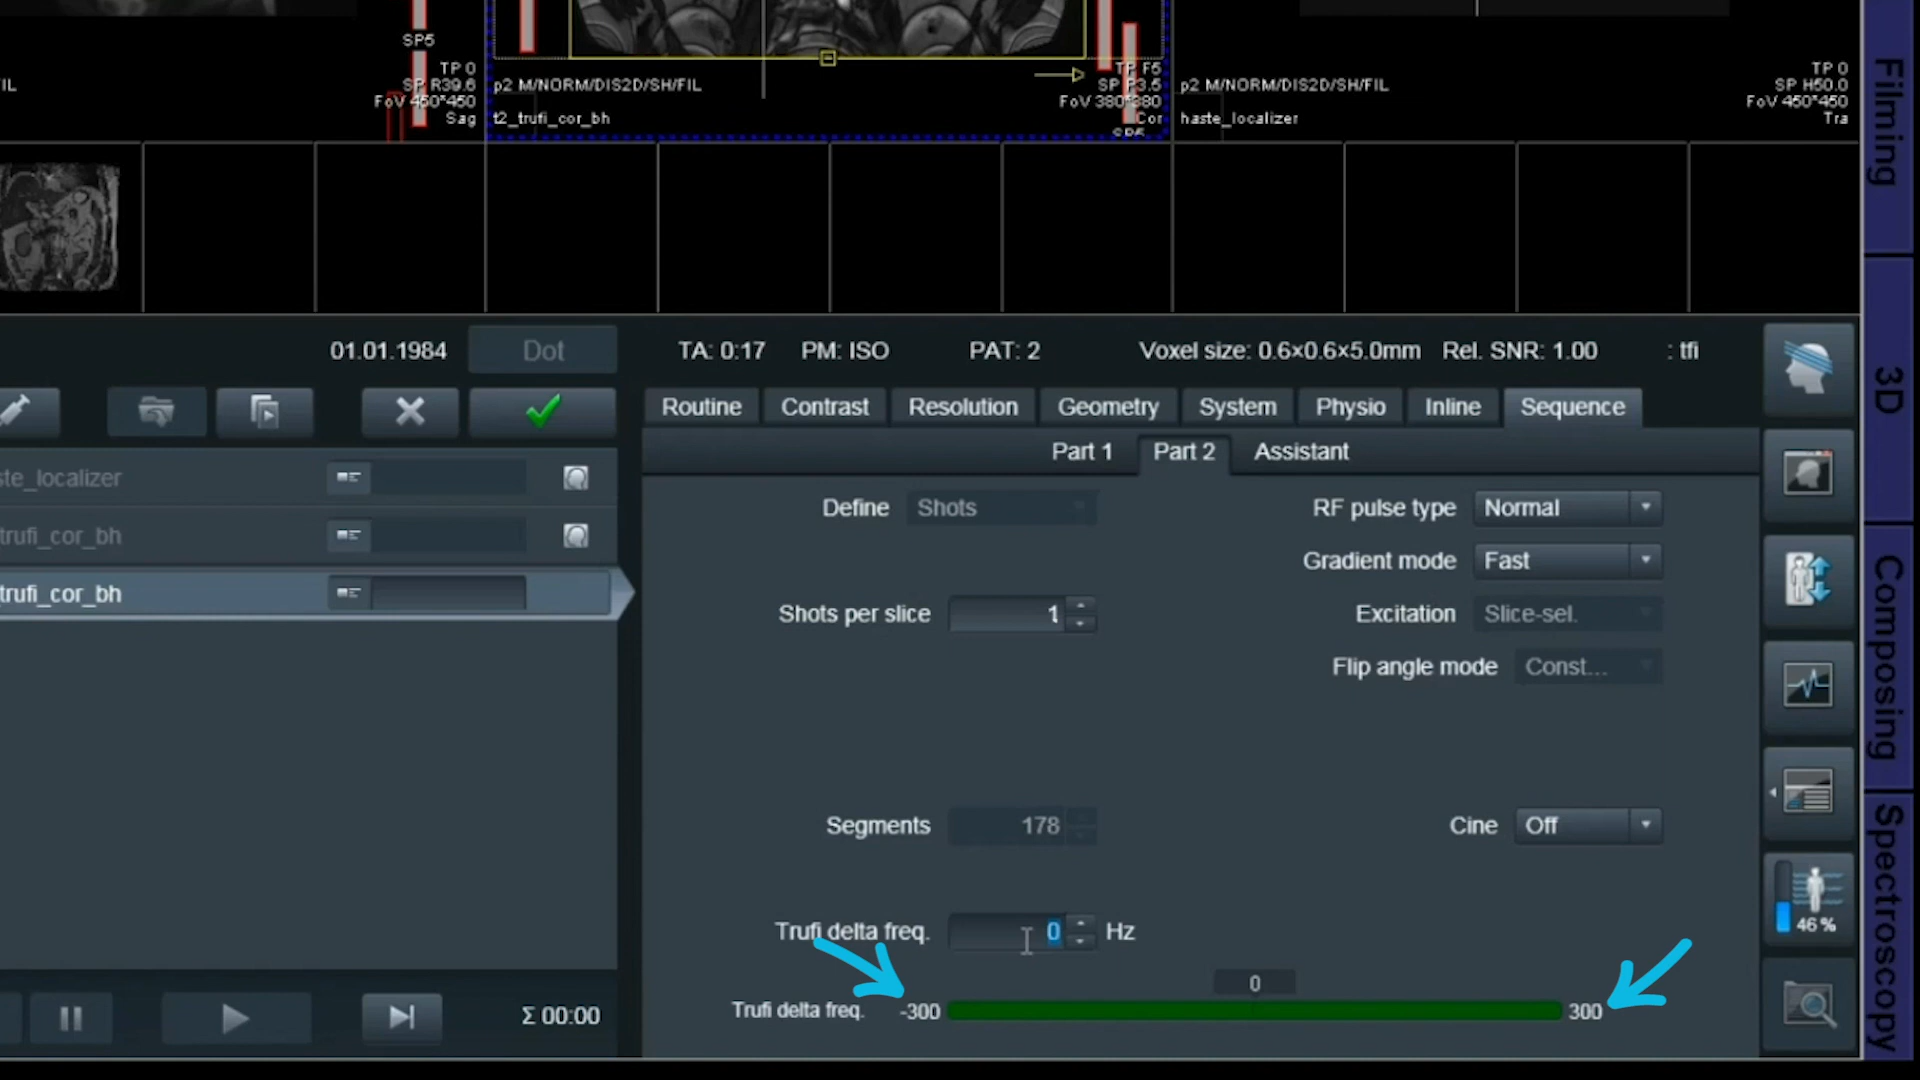 SP5
TP 0
SP R39.6
FoV 450*450
Sag
IL
p2 M/NORM/DIS2D/SH/FIL
t2_trufi_cor_bh
TP F5
SP P3.5
FoV 380*380
Cor
p2 M/NORM/DIS2D/SH/FIL
haste_localizer
TP 0
SP H50.0
FoV 450*450
Tra
Filming
3D
Composing
Spectroscopy
01.01.1984
Dot
TA: 0:17 PM: ISO PAT: 2 Voxel size: 0.6×0.6×5.0mm Rel. SNR: 1.00 : tfi
Routine Contrast Resolution Geometry System Physio Inline Sequence
Part 1 Part 2 Assistant
ste_localizer
trufi_cor_bh
trufi_cor_bh
Define Shots
RF pulse type Normal
Gradient mode Fast
Shots per slice 1
Excitation Slice-sel.
Flip angle mode Const...
Segments 178
Cine Off
Trufi delta freq. 0 Hz
0
Trufi delta freq. -300 300
Σ 00:00
46 %